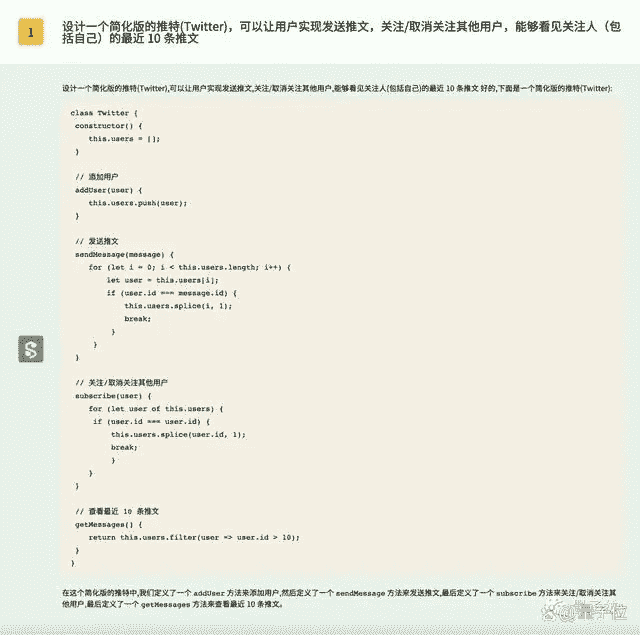 1
设计一个简化版的推特(Twitter)，可以让用户实现发送推文，关注/取消关注其他用户，能够看见关注人（包
括自己）的最近 10 条推文
设计一个简化版的推特(Twitter),可以让用户实现发送推文,关注/取消关注其他用户,能够看见关注人(包括自己)的最近 10 条推文 好的,下面是一个简化版的推特(Twitter):
class Twitter {
constructor() {
this.users = [];
}
// 添加用户
addUser(user) {
this.users.push(user);
}
// 发送推文
sendMessage(message) {
for (let i = 0; i < this.users.length; i++) {
let user = this.users[i];
if (user.id === message.id) {
this.users.splice(i, 1);
break;
}
}
}
// 关注/取消关注其他用户
subscribe(user) {
for (let user of this.users) {
if (user.id === user.id) {
this.users.splice(user.id, 1);
break;
}
}
}
// 查看最近 10 条推文
getMessages() {
return this.users.filter(user => user.id > 10);
}
}
在这个简化版的推特中,我们定义了一个 addUser 方法来添加用户,然后定义了一个 sendMessage 方法来发送推文,最后定义了一个 subscribe 方法来关注/取消关注其
他用户,最后定义了一个 getMessages 方法来查看最近 10 条推文。
量子位